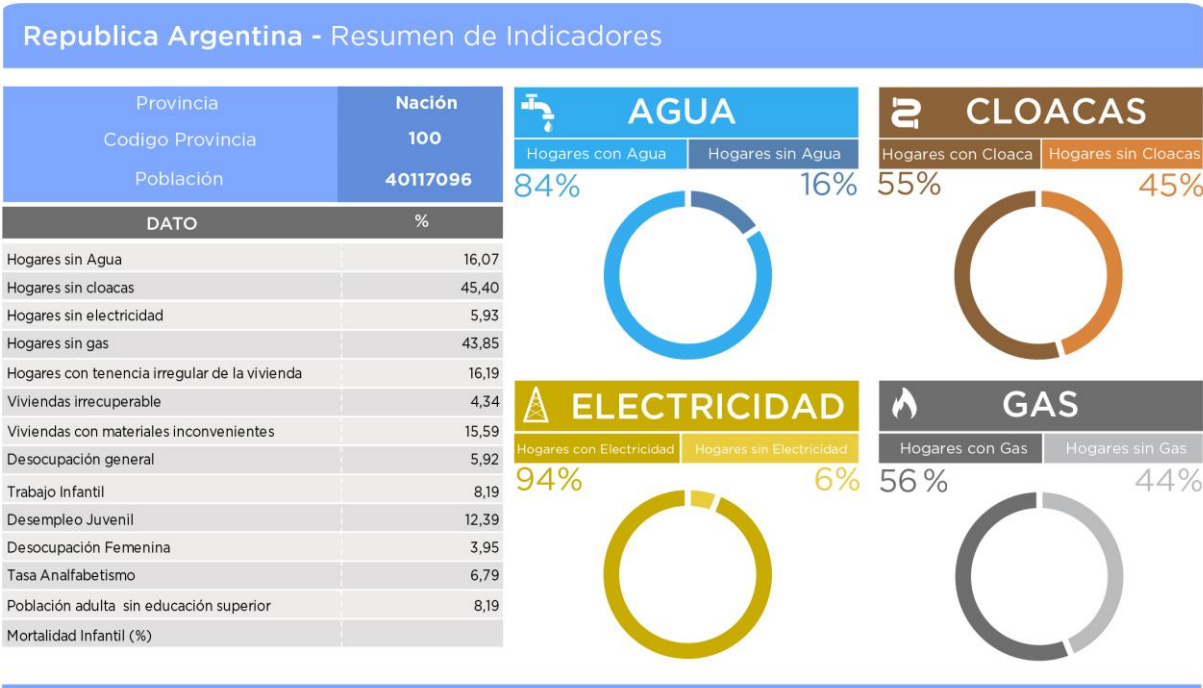 Republica Argentina - Resumen de Indicadores
Provincia Nación
Codigo Provincia 100
Población 40117096
DATO %
Hogares sin Agua 16,07
Hogares sin cloacas 45,40
Hogares sin electricidad 5,93
Hogares sin gas 43,85
Hogares con tenencia irregular de la vivienda 16,19
Viviendas irrecuperable 4,34
Viviendas con materiales inconvenientes 15,59
Desocupación general 5,92
Trabajo Infantil 8,19
Desempleo Juvenil 12,39
Desocupación Femenina 3,95
Tasa Analfabetismo 6,79
Población adulta sin educación superior 8,19
Mortalidad Infantil (%)
AGUA
Hogares con Agua Hogares sin Agua
84% 16%
CLOACAS
Hogares con Cloaca Hogares sin Cloacas
55% 45%
ELECTRICIDAD
Hogares con Electricidad Hogares sin Electricidad
94% 6%
GAS
Hogares con Gas Hogares sin Gas
56 % 44%